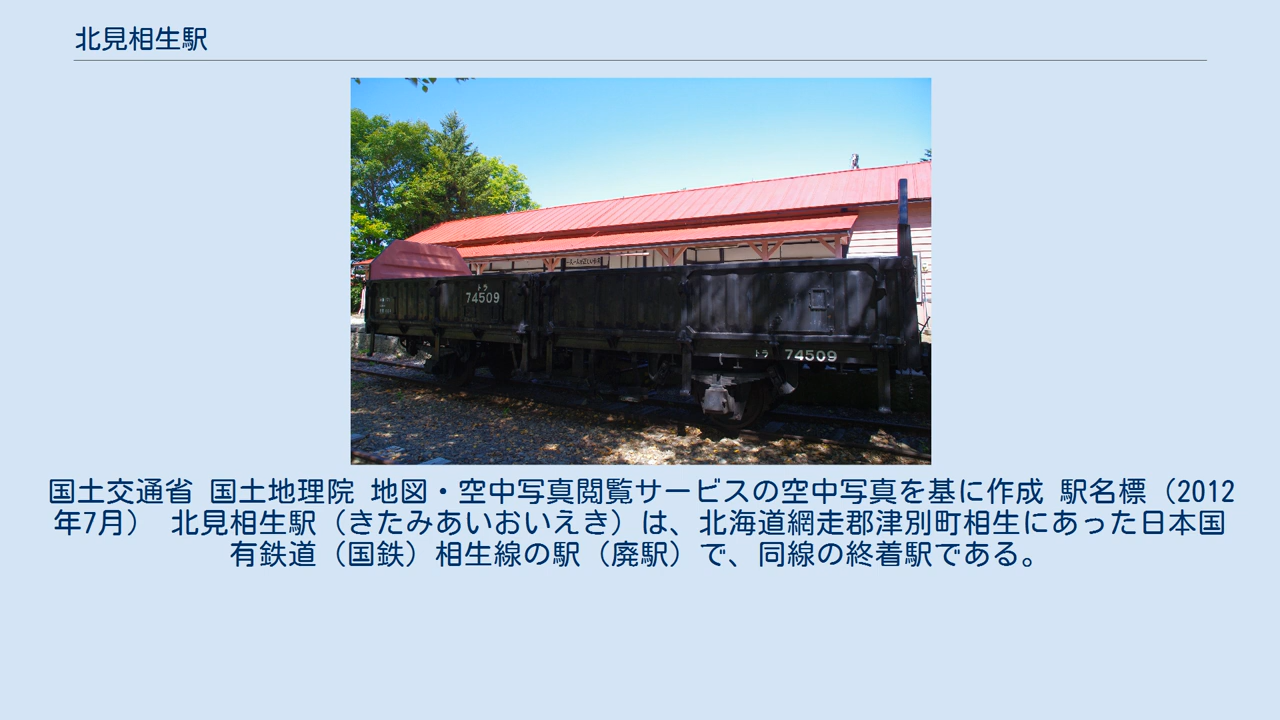 北見相生駅
トラ
74509
トラ 74509
国土交通省 国土地理院 地図・空中写真閲覧サービスの空中写真を基に作成 駅名標（2012
年7月） 北見相生駅（きたみあいおいえき）は、北海道網走郡津別町相生にあった日本国
有鉄道（国鉄）相生線の駅（廃駅）で、同線の終着駅である。